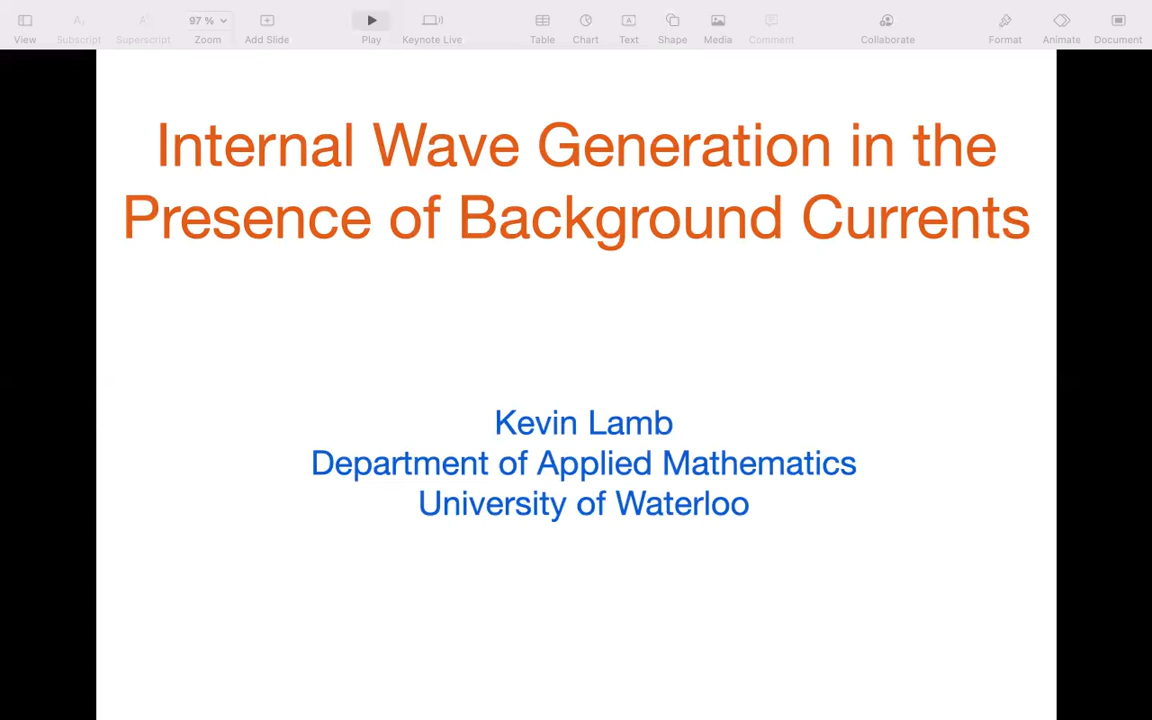 View
Subscript
Superscript
97 %
Zoom
Add Slide
Play
Keynote Live
Table
Chart
Text
Shape
Media
Comment
Collaborate
Format
Animate
Document
Internal Wave Generation in the
Presence of Background Currents
Kevin Lamb
Department of Applied Mathematics
University of Waterloo